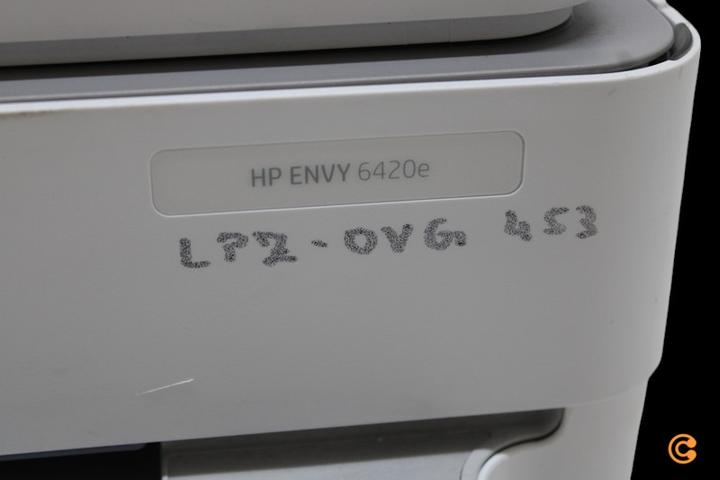 HP ENVY 6420e
LPZ-OVG 453